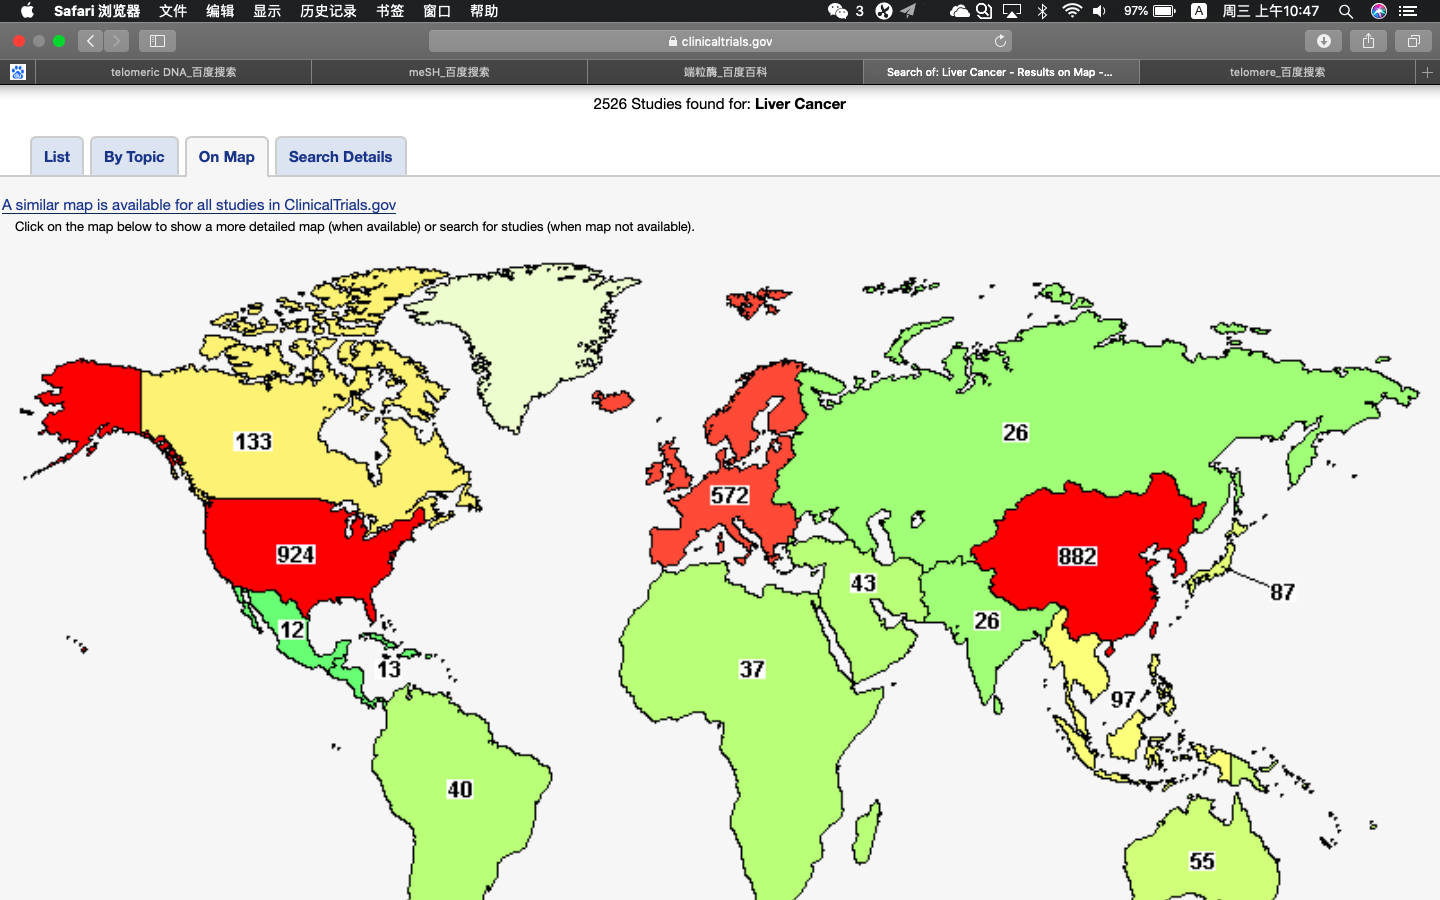 Safari 浏览器 文件 编辑 显示 历史记录 书签 窗口 帮助 3 97% A 周三 上午10:47
clinicaltrials.gov
telomeric DNA_百度搜索 meSH_百度搜索 端粒酶_百度百科 Search of: Liver Cancer - Results on Map -... telomere_百度搜索
2526 Studies found for: Liver Cancer
List By Topic On Map Search Details
A similar map is available for all studies in ClinicalTrials.gov
Click on the map below to show a more detailed map (when available) or search for studies (when map not available).
133
26
572
924
882
43
87
12
26
13
37
97
40
55